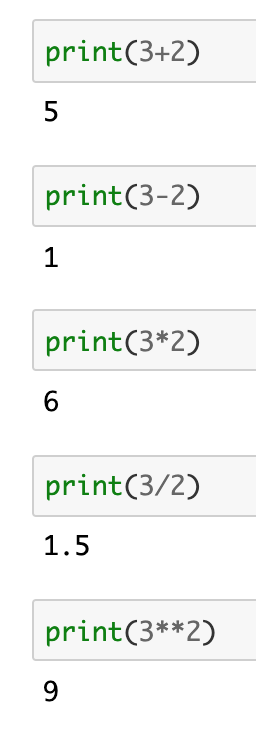 print(3+2)
5
print(3-2)
1
print(3*2)
6
print(3/2)
1.5
print(3**2)
9